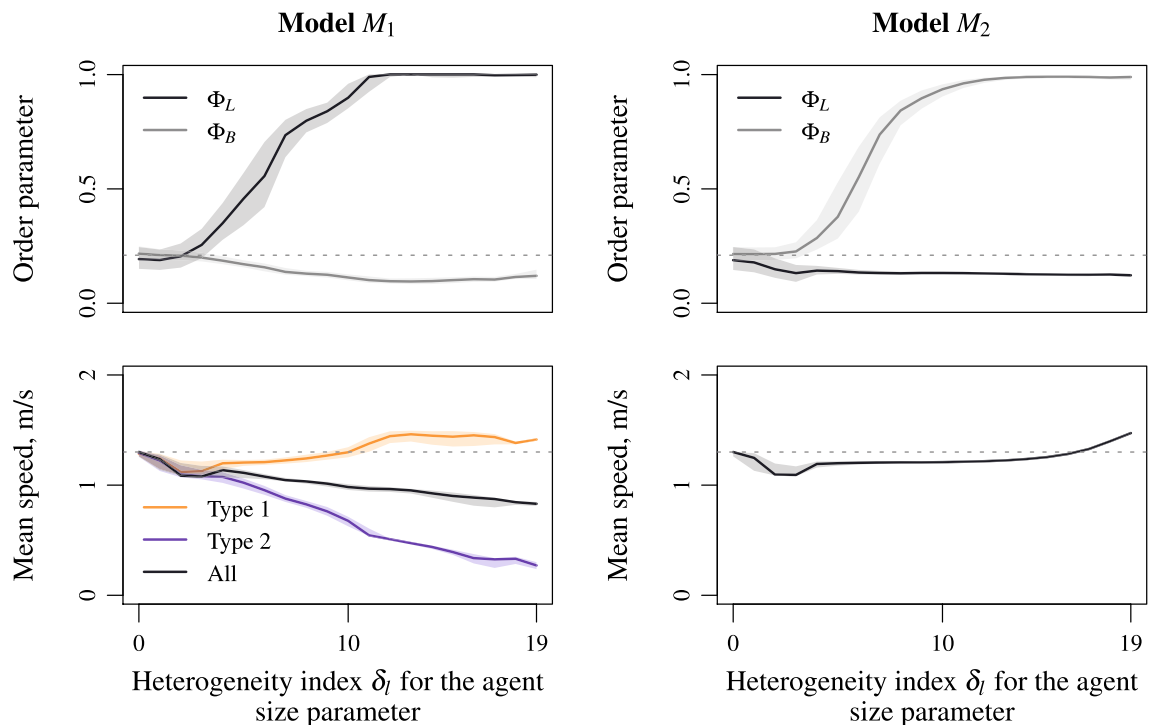 Model M1
Order parameter
1.0
0.5
0.0
ΦL
ΦB
Mean speed, m/s
2
1
0
Type 1
Type 2
All
0
10
19
Heterogeneity index δl for the agent
size parameter
Model M2
Order parameter
1.0
0.5
0.0
ΦL
ΦB
Mean speed, m/s
2
1
0
0
10
19
Heterogeneity index δl for the agent
size parameter